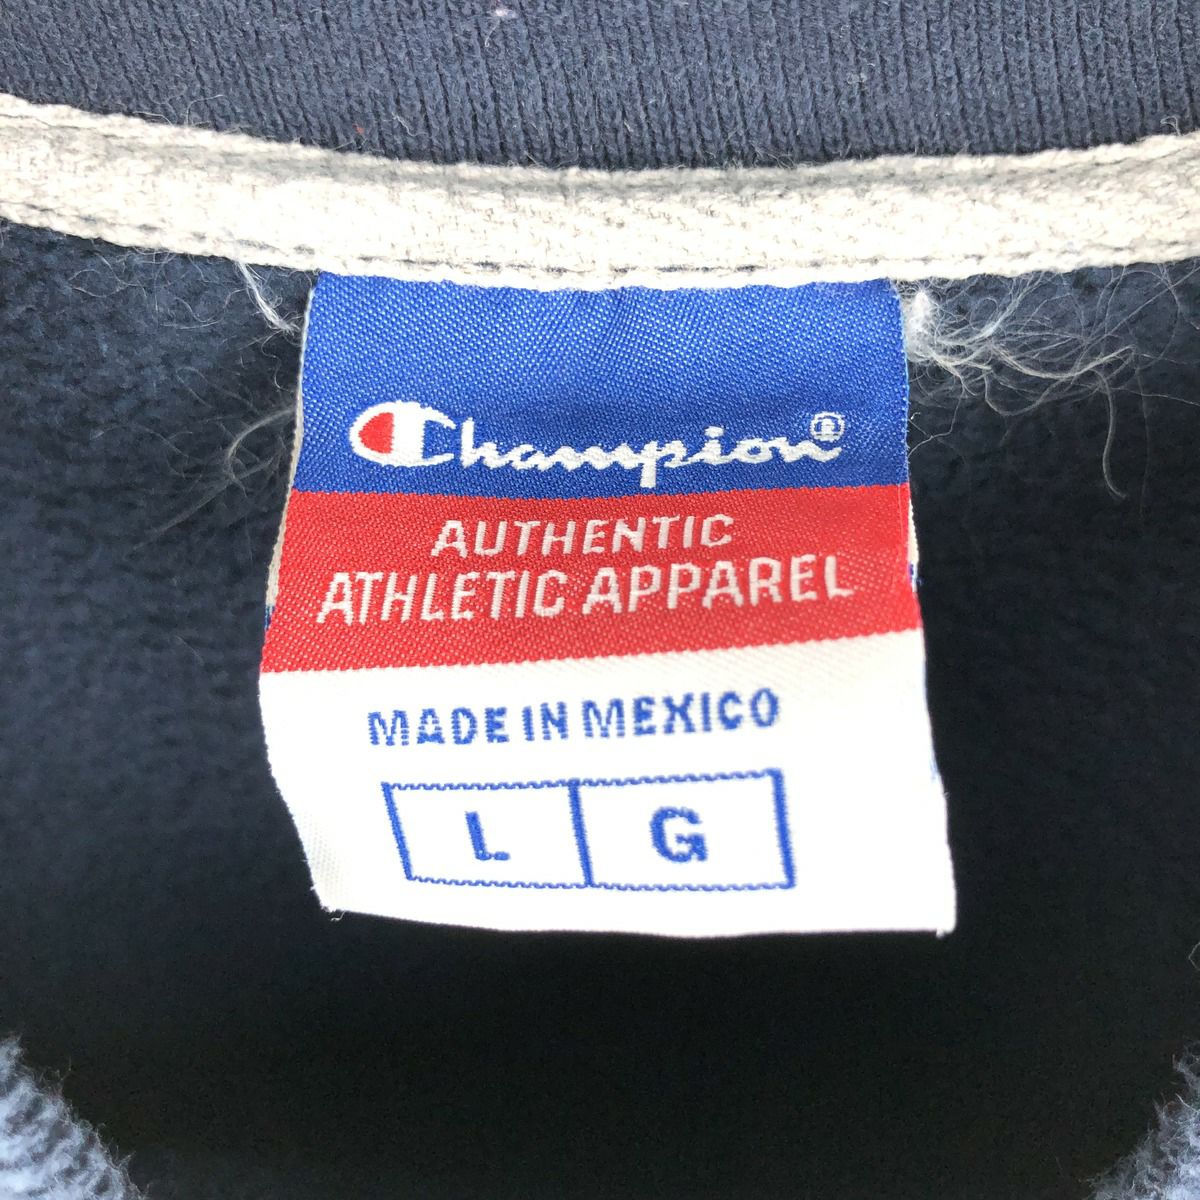 Champion®
AUTHENTIC
ATHLETIC APPAREL
MADE IN MEXICO
L G